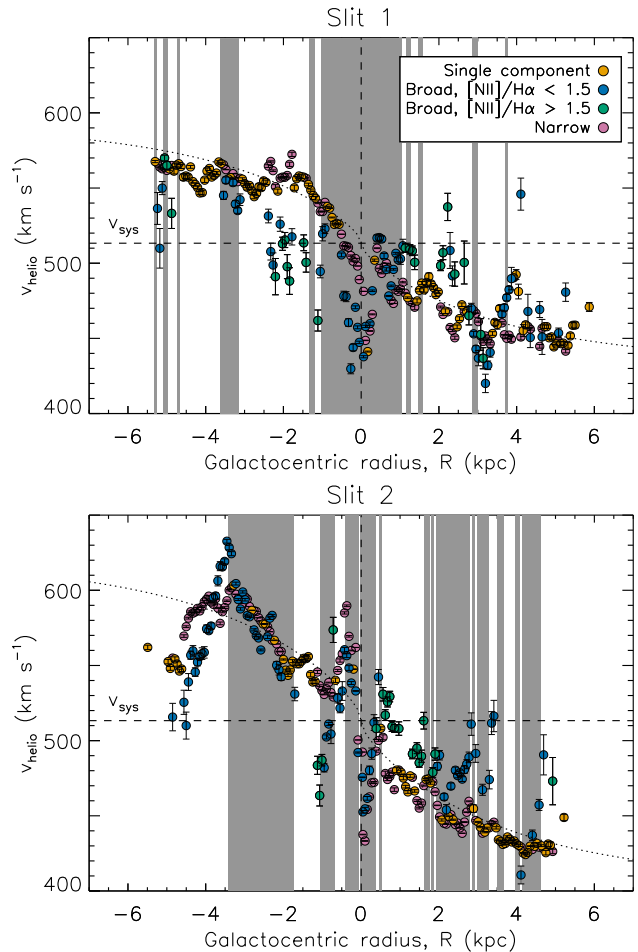 Slit 1
Single component
Broad, [NII]/Hα < 1.5
Broad, [NII]/Hα > 1.5
Narrow
600
500
400
v_helio (km s⁻¹)
v_sys
−6 −4 −2 0 2 4 6
Galactocentric radius, R (kpc)
Slit 2
600
500
400
v_helio (km s⁻¹)
v_sys
−6 −4 −2 0 2 4 6
Galactocentric radius, R (kpc)